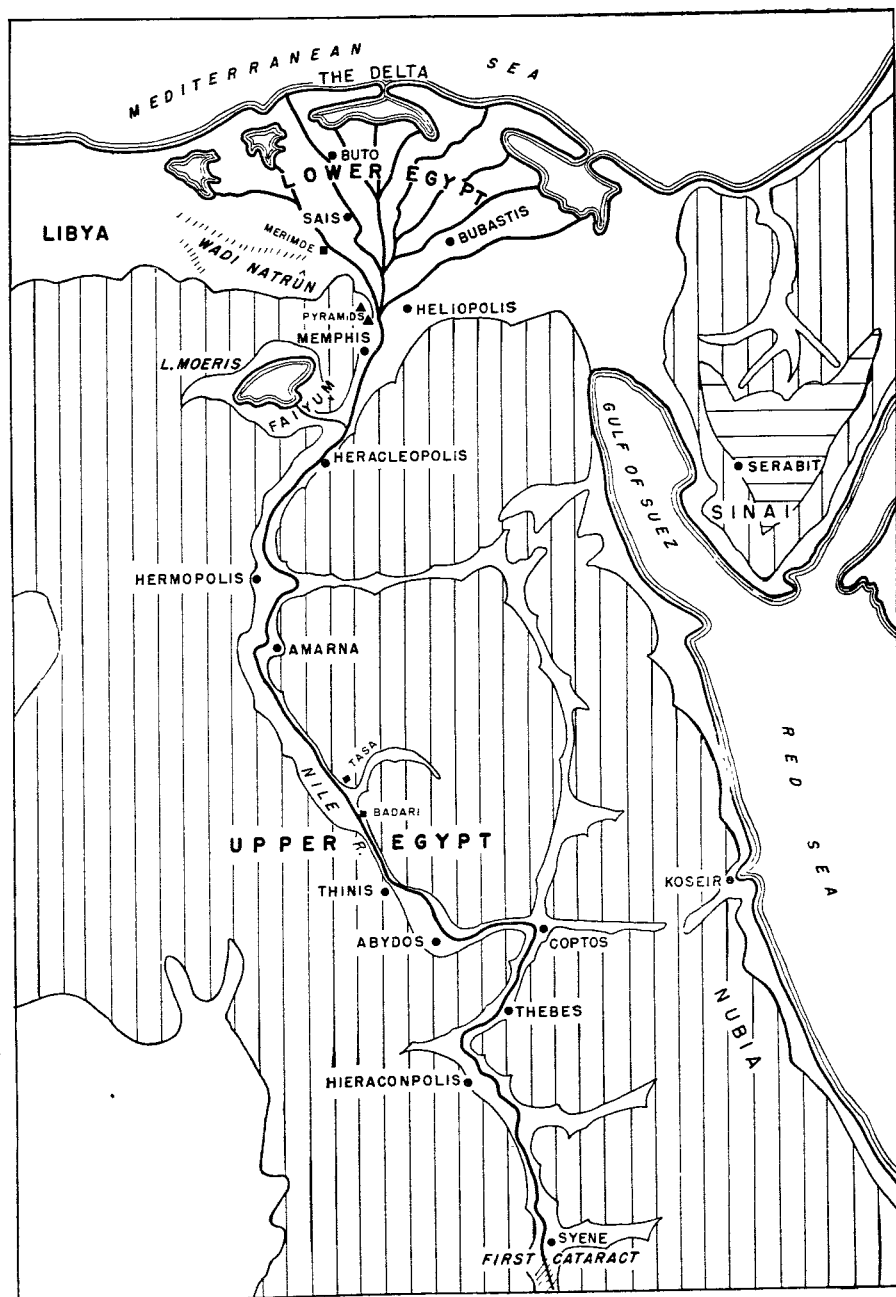 MEDITERRANEAN SEA
THE DELTA
BUTO
LOWER EGYPT
SAIS
BUBASTIS
LIBYA
MERIMDE
WADI NATRÛN
PYRAMIDS
HELIOPOLIS
MEMPHIS
L. MOERIS
FAIYUM
HERACLEOPOLIS
GULF OF SUEZ
SERABIT
SINAI
HERMOPOLIS
AMARNA
RED SEA
TASA
NILE R.
BADARI
UPPER EGYPT
KOSEIR
THINIS
ABYDOS
COPTOS
THEBES
NUBIA
HIERACONPOLIS
SYENE
FIRST CATARACT